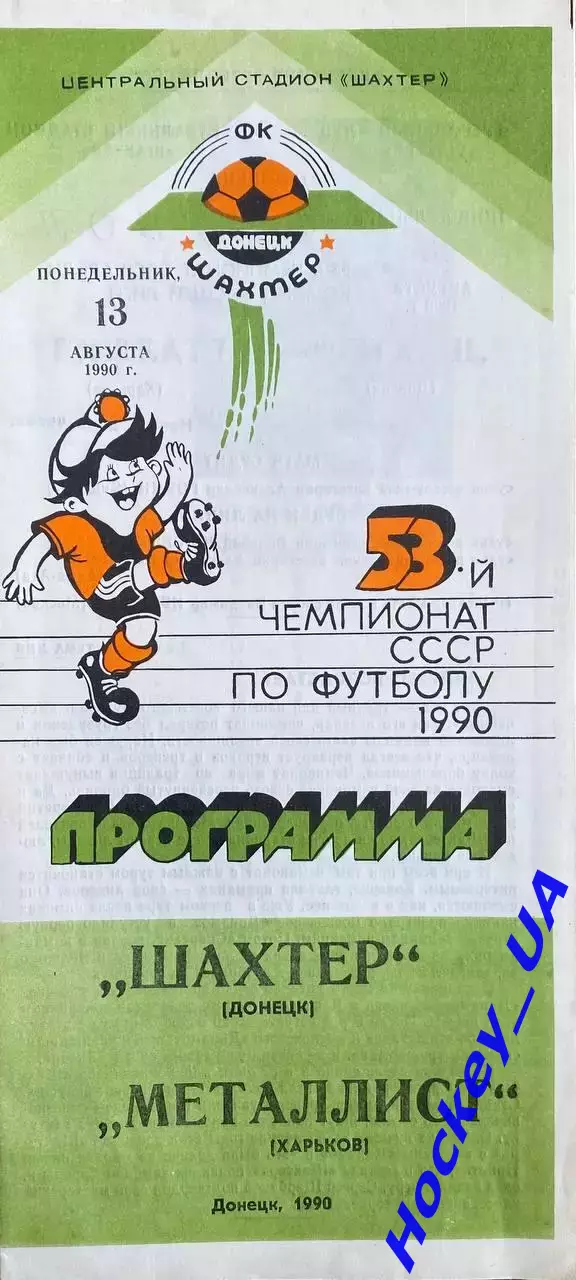 ЦЕНТРАЛЬНЫЙ СТАДИОН «ШАХТЕР»
ФК
ДОНЕЦК
ШАХТЕР
ПОНЕДЕЛЬНИК,
13
АВГУСТА
1990 г.
53-й
ЧЕМПИОНАТ
СССР
ПО ФУТБОЛУ
1990
ПРОГРАММА
„ШАХТЕР“
(ДОНЕЦК)
„МЕТАЛЛИСТ“
(ХАРЬКОВ)
Донецк, 1990
Hockey_UA